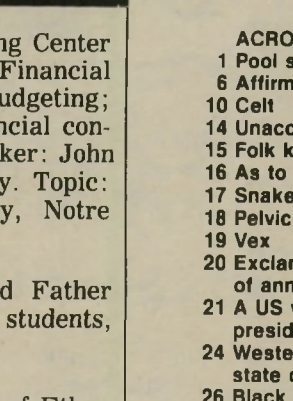 ng Center
Financial
udgeting;
ncial con-
ker: John
y. Topic:
y, Notre
d Father
students,
ACRO
1 Pool s
6 Affirm
10 Celt
14 Unacc
15 Folk k
16 As to
17 Snake
18 Pelvic
19 Vex
20 Exclan
of ann
21 A US v
presid
24 Weste
state c
26 Black